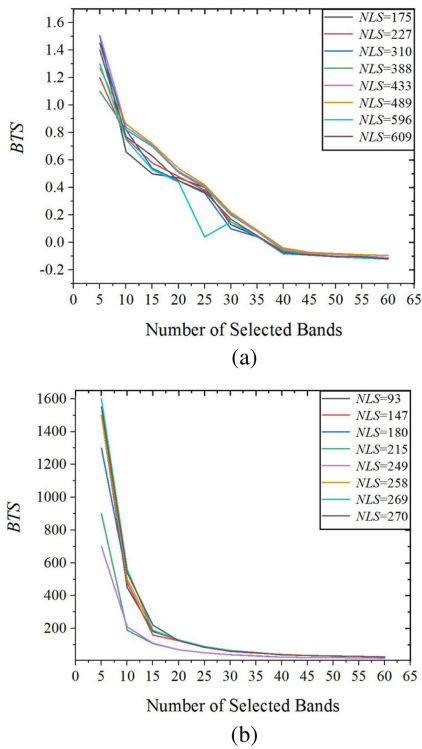 1.6
1.4
1.2
1.0
0.8
0.6
0.4
0.2
0.0
-0.2
BTS
NLS=175
NLS=227
NLS=310
NLS=388
NLS=433
NLS=489
NLS=596
NLS=609
0 5 10 15 20 25 30 35 40 45 50 55 60 65
Number of Selected Bands
(a)
1600
1400
1200
1000
800
600
400
200
BTS
NLS=93
NLS=147
NLS=180
NLS=215
NLS=249
NLS=258
NLS=269
NLS=270
0 5 10 15 20 25 30 35 40 45 50 55 60 65
Number of Selected Bands
(b)